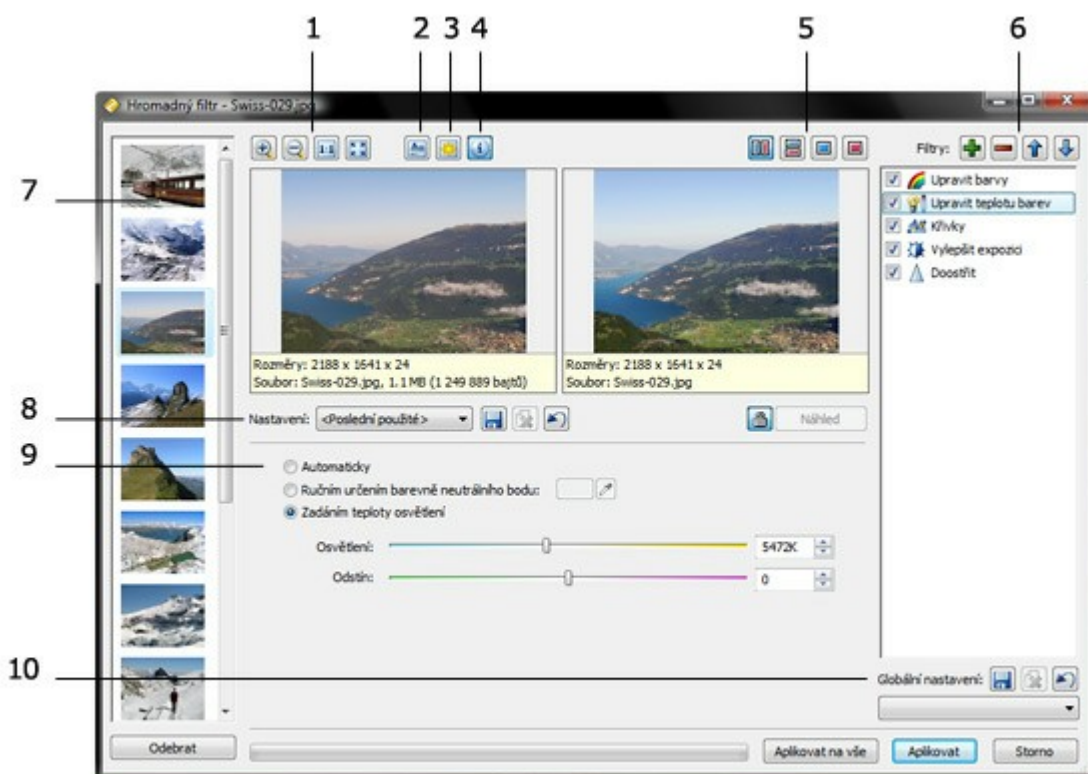 1
2
3
4
5
6
Hromadný filtr - Swiss-029.jpg
1:1
Filtry:
7
Upravit barvy
Upravit teplotu barev
Křivky
Vylepšit expozici
Doostřit
Rozměry: 2188 x 1641 x 24
Soubor: Swiss-029.jpg, 1.1 MB (1 249 889 bajtů)
Rozměry: 2188 x 1641 x 24
Soubor: Swiss-029.jpg
8
Nastavení: <Poslední použité>
Náhled
9
Automaticky
Ručním určením barevně neutrálního bodu:
Zadáním teploty osvětlení
Osvětlení: 5472K
Odstín: 0
10
Globální nastavení:
Odebrat
Aplikovat na vše
Aplikovat
Storno